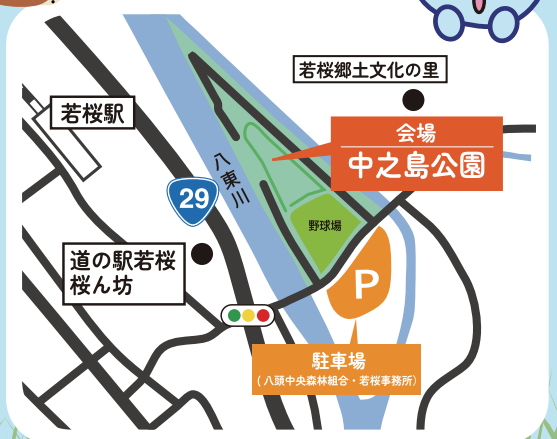 若桜郷土文化の里
若桜駅
会場
中之島公園
八東川
29
野球場
道の駅若桜
桜ん坊
P
駐車場
(八頭中央森林組合・若桜事務所)